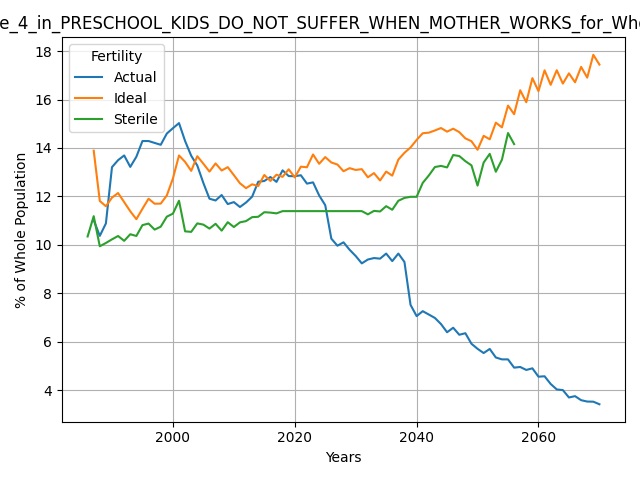 e_4_in_PRESCHOOL_KIDS_DO_NOT_SUFFER_WHEN_MOTHER_WORKS_for_Who
Fertility
Actual
Ideal
Sterile
% of Whole Population
18
16
14
12
10
8
6
4
2000 2020 2040 2060
Years